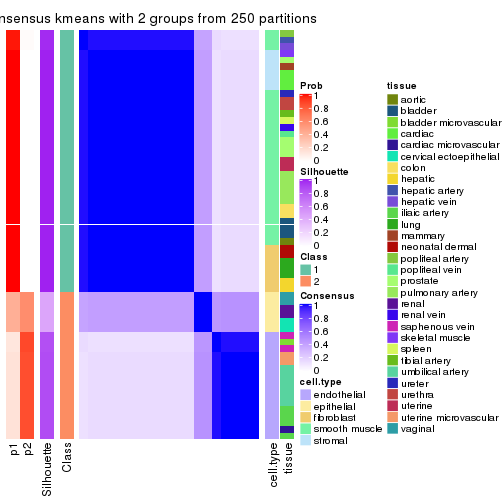 nsensus kmeans with 2 groups from 250 partitions
p1
p2
Silhouette
Class
cell.type
tissue
Prob
1
0.8
0.6
0.4
0.2
0
Silhouette
1
0.8
0.6
0.4
0.2
0
Class
1
2
Consensus
1
0.8
0.6
0.4
0.2
0
cell.type
endothelial
epithelial
fibroblast
smooth muscle
stromal
tissue
aortic
bladder
bladder microvascular
cardiac
cardiac microvascular
cervical ectoepithelial
colon
hepatic
hepatic artery
hepatic vein
iliaic artery
lung
mammary
neonatal dermal
popliteal artery
popliteal vein
prostate
pulmonary artery
renal
renal vein
saphenous vein
skeletal muscle
spleen
tibial artery
umbilical artery
ureter
urethra
uterine
uterine microvascular
vaginal